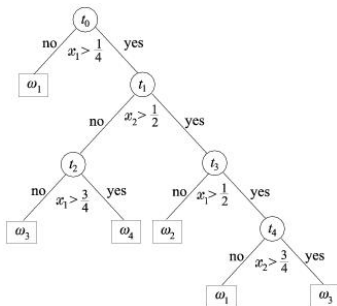 t₀
no x₁ > 1/4 yes
ω₁ t₁
no x₂ > 1/2 yes
t₂ t₃
no x₁ > 3/4 yes no x₁ > 1/2 yes
ω₃ ω₄ ω₂ t₄
no x₂ > 3/4 yes
ω₁ ω₃